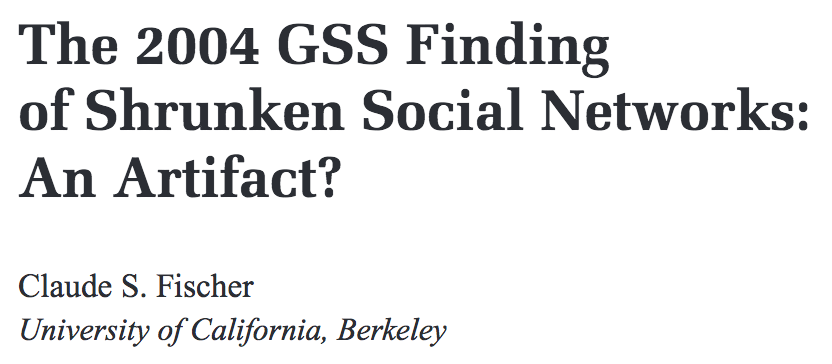 The 2004 GSS Finding
of Shrunken Social Networks:
An Artifact?
Claude S. Fischer
University of California, Berkeley